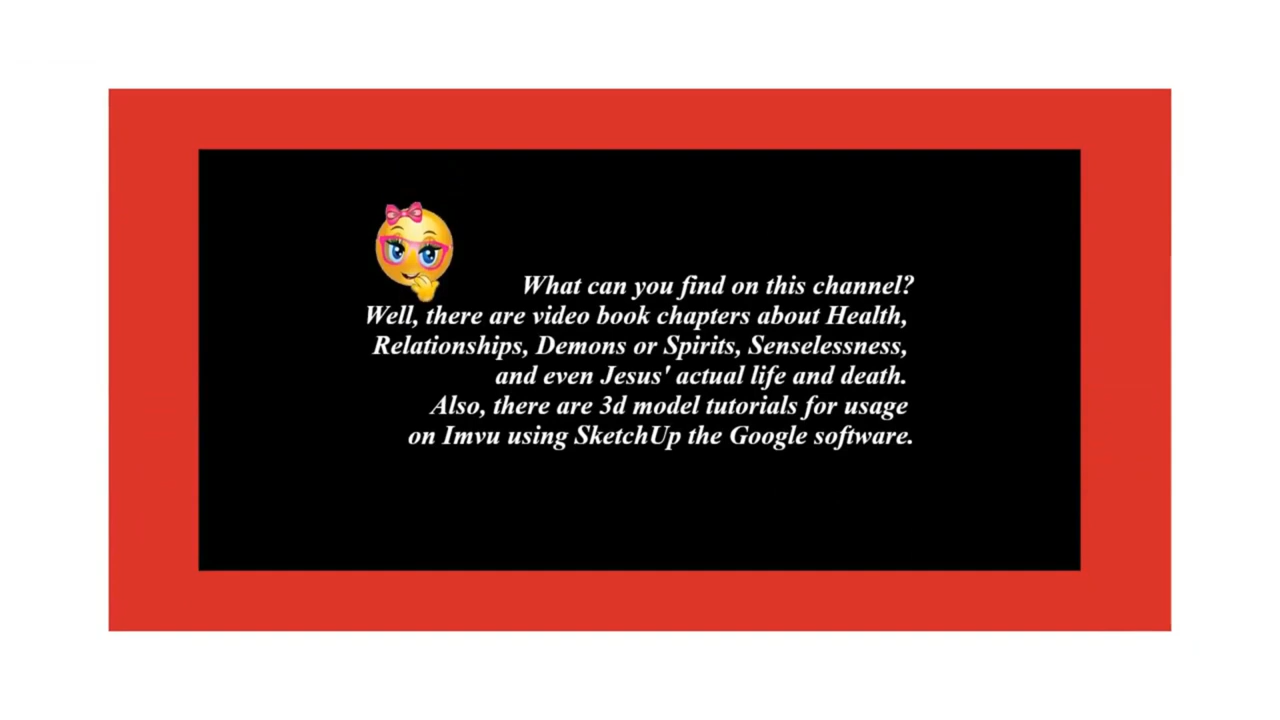 What can you find on this channel?
Well, there are video book chapters about Health,
Relationships, Demons or Spirits, Senselessness,
and even Jesus' actual life and death.
Also, there are 3d model tutorials for usage
on Imvu using SketchUp the Google software.